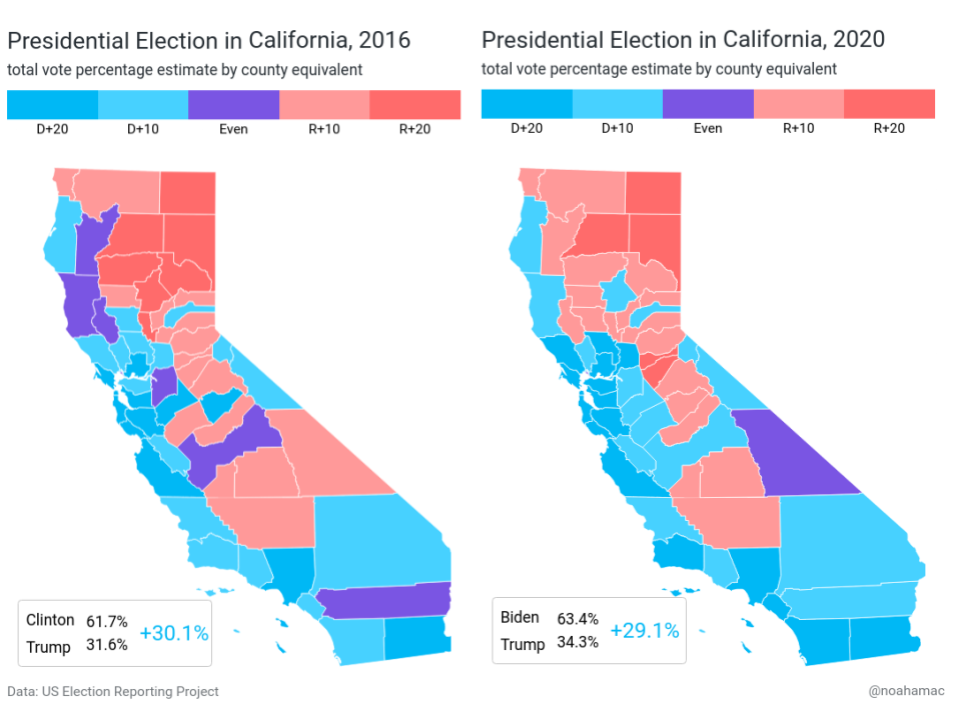 Presidential Election in California, 2016
total vote percentage estimate by county equivalent
D+20 D+10 Even R+10 R+20
Presidential Election in California, 2020
total vote percentage estimate by county equivalent
D+20 D+10 Even R+10 R+20
Clinton 61.7%
+30.1%
Trump 31.6%
Biden 63.4%
+29.1%
Trump 34.3%
Data: US Election Reporting Project
@noahamac